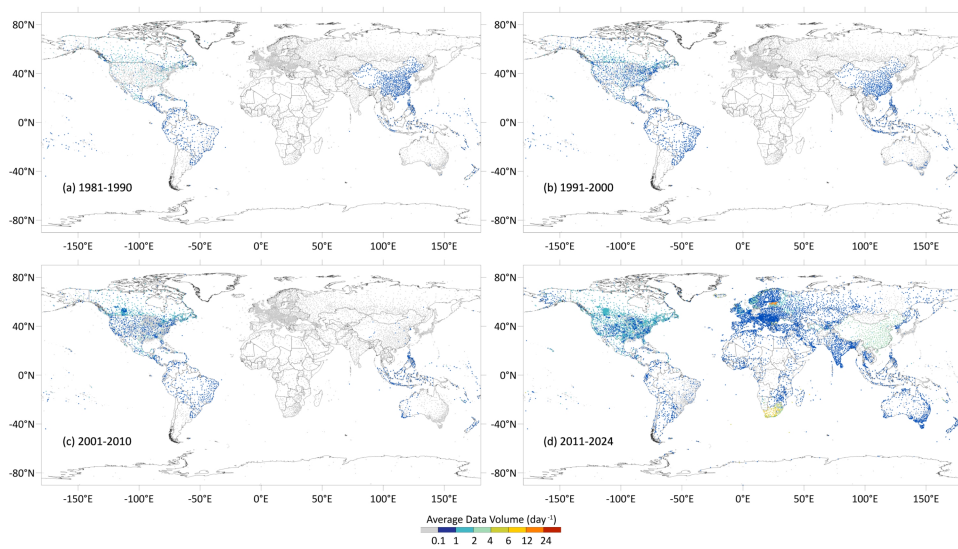 80°N
40°N
0°N
-40°N
-80°N
(a) 1981-1990
-150°E -100°E -50°E 0°E 50°E 100°E 150°E
80°N
40°N
0°N
-40°N
-80°N
(b) 1991-2000
-150°E -100°E -50°E 0°E 50°E 100°E 150°E
80°N
40°N
0°N
-40°N
-80°N
(c) 2001-2010
-150°E -100°E -50°E 0°E 50°E 100°E 150°E
80°N
40°N
0°N
-40°N
-80°N
(d) 2011-2024
-150°E -100°E -50°E 0°E 50°E 100°E 150°E
Average Data Volume (day⁻¹)
0.1 1 2 4 6 12 24